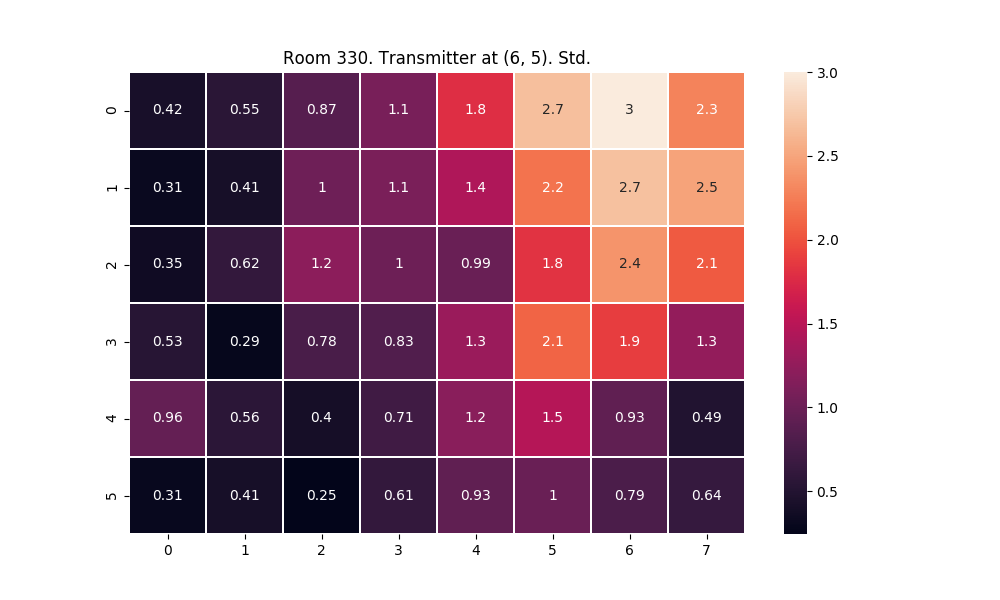 Room 330. Transmitter at (6, 5). Std.
0 0.42 0.55 0.87 1.1 1.8 2.7 3 2.3
1 0.31 0.41 1 1.1 1.4 2.2 2.7 2.5
2 0.35 0.62 1.2 1 0.99 1.8 2.4 2.1
3 0.53 0.29 0.78 0.83 1.3 2.1 1.9 1.3
4 0.96 0.56 0.4 0.71 1.2 1.5 0.93 0.49
5 0.31 0.41 0.25 0.61 0.93 1 0.79 0.64
0 1 2 3 4 5 6 7
3.0
2.5
2.0
1.5
1.0
0.5